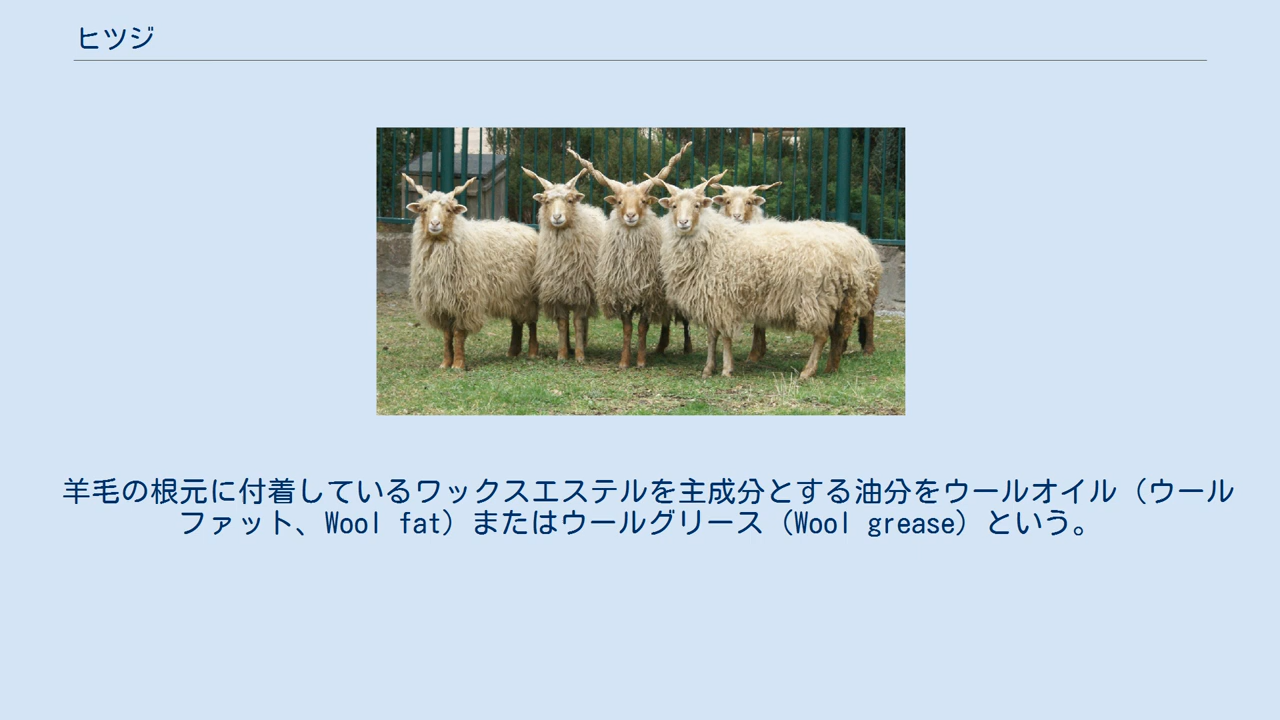 ヒツジ
羊毛の根元に付着しているワックスエステルを主成分とする油分をウールオイル（ウール
ファット、Wool fat）またはウールグリース（Wool grease）という。